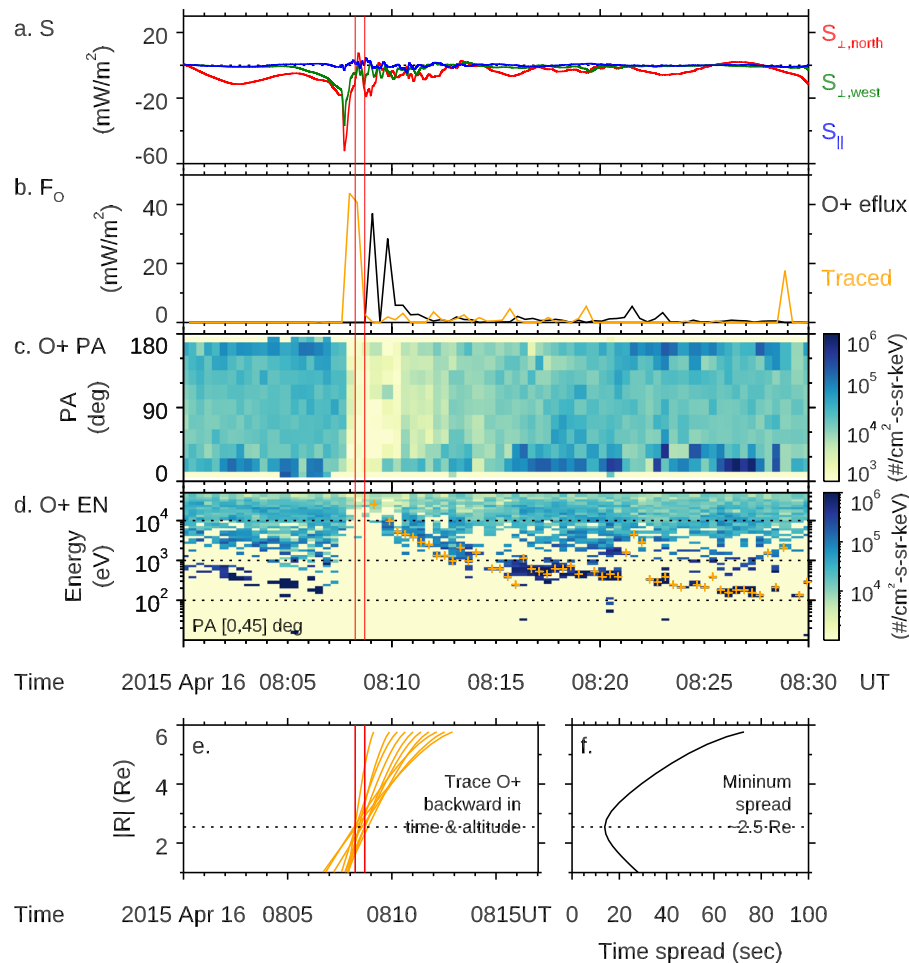 a. S
(mW/m²)
20
-20
-60
S⊥,north
S⊥,west
S||
b. FO
(mW/m²)
40
20
0
O+ eflux
Traced
c. O+ PA
PA
(deg)
180
90
0
10⁶
10⁵
10⁴
10³
(#/cm²-s-sr-keV)
d. O+ EN
Energy
(eV)
10⁴
10³
10²
PA [0,45] deg
10⁶
10⁵
10⁴
(#/cm²-s-sr-keV)
Time 2015 Apr 16 08:05 08:10 08:15 08:20 08:25 08:30 UT
|R| (Re)
6
4
2
e.
Trace O+
backward in
time & altitude
f.
Mininum
spread
2.5 Re
Time 2015 Apr 16 0805 0810 0815UT
0 20 40 60 80 100
Time spread (sec)